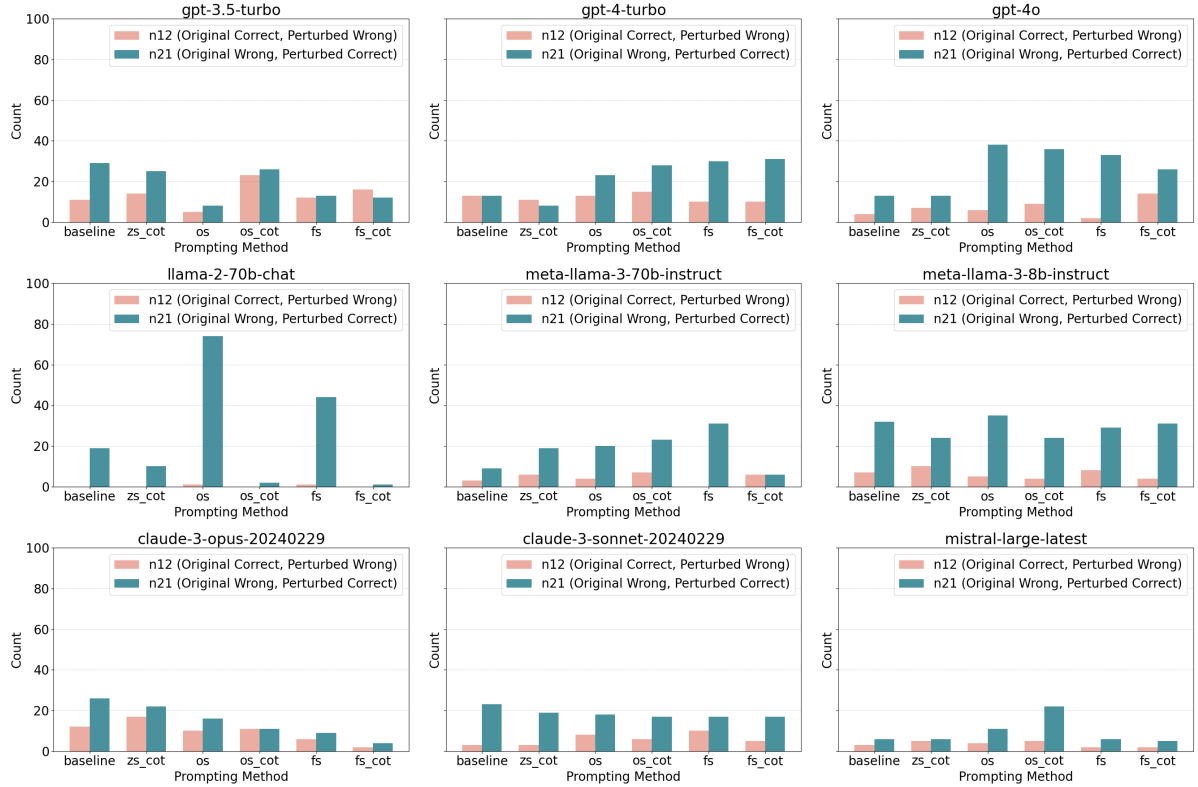 gpt-3.5-turbo
100
80
60
40
20
0
Count
n12 (Original Correct, Perturbed Wrong)
n21 (Original Wrong, Perturbed Correct)
baseline zs_cot os os_cot fs fs_cot
Prompting Method
gpt-4-turbo
Count
n12 (Original Correct, Perturbed Wrong)
n21 (Original Wrong, Perturbed Correct)
baseline zs_cot os os_cot fs fs_cot
Prompting Method
gpt-4o
Count
n12 (Original Correct, Perturbed Wrong)
n21 (Original Wrong, Perturbed Correct)
baseline zs_cot os os_cot fs fs_cot
Prompting Method
llama-2-70b-chat
100
80
60
40
20
0
Count
n12 (Original Correct, Perturbed Wrong)
n21 (Original Wrong, Perturbed Correct)
baseline zs_cot os os_cot fs fs_cot
Prompting Method
meta-llama-3-70b-instruct
Count
n12 (Original Correct, Perturbed Wrong)
n21 (Original Wrong, Perturbed Correct)
baseline zs_cot os os_cot fs fs_cot
Prompting Method
meta-llama-3-8b-instruct
Count
n12 (Original Correct, Perturbed Wrong)
n21 (Original Wrong, Perturbed Correct)
baseline zs_cot os os_cot fs fs_cot
Prompting Method
claude-3-opus-20240229
100
80
60
40
20
0
Count
n12 (Original Correct, Perturbed Wrong)
n21 (Original Wrong, Perturbed Correct)
baseline zs_cot os os_cot fs fs_cot
Prompting Method
claude-3-sonnet-20240229
Count
n12 (Original Correct, Perturbed Wrong)
n21 (Original Wrong, Perturbed Correct)
baseline zs_cot os os_cot fs fs_cot
Prompting Method
mistral-large-latest
Count
n12 (Original Correct, Perturbed Wrong)
n21 (Original Wrong, Perturbed Correct)
baseline zs_cot os os_cot fs fs_cot
Prompting Method